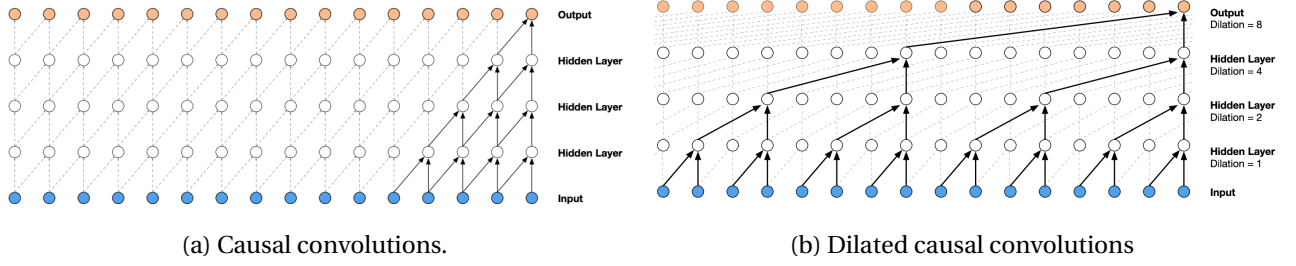 Output
Hidden Layer
Hidden Layer
Hidden Layer
Input
(a) Causal convolutions.
Output
Dilation = 8
Hidden Layer
Dilation = 4
Hidden Layer
Dilation = 2
Hidden Layer
Dilation = 1
Input
(b) Dilated causal convolutions